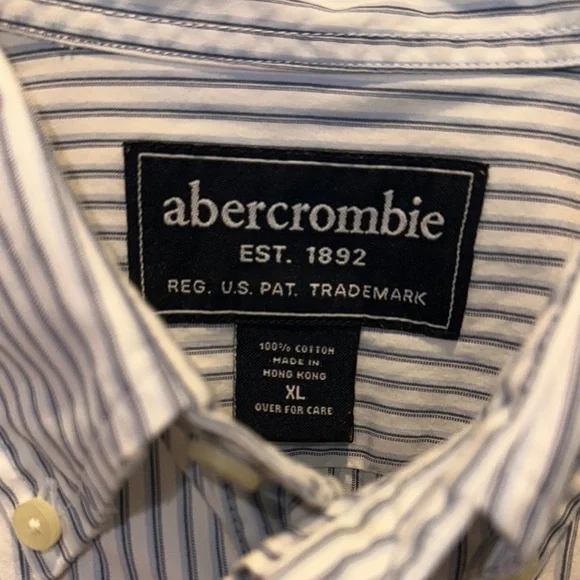 abercrombie
EST. 1892
REG. U.S. PAT. TRADEMARK
100% COTTON
MADE IN
HONG KONG
XL
OVER FOR CARE